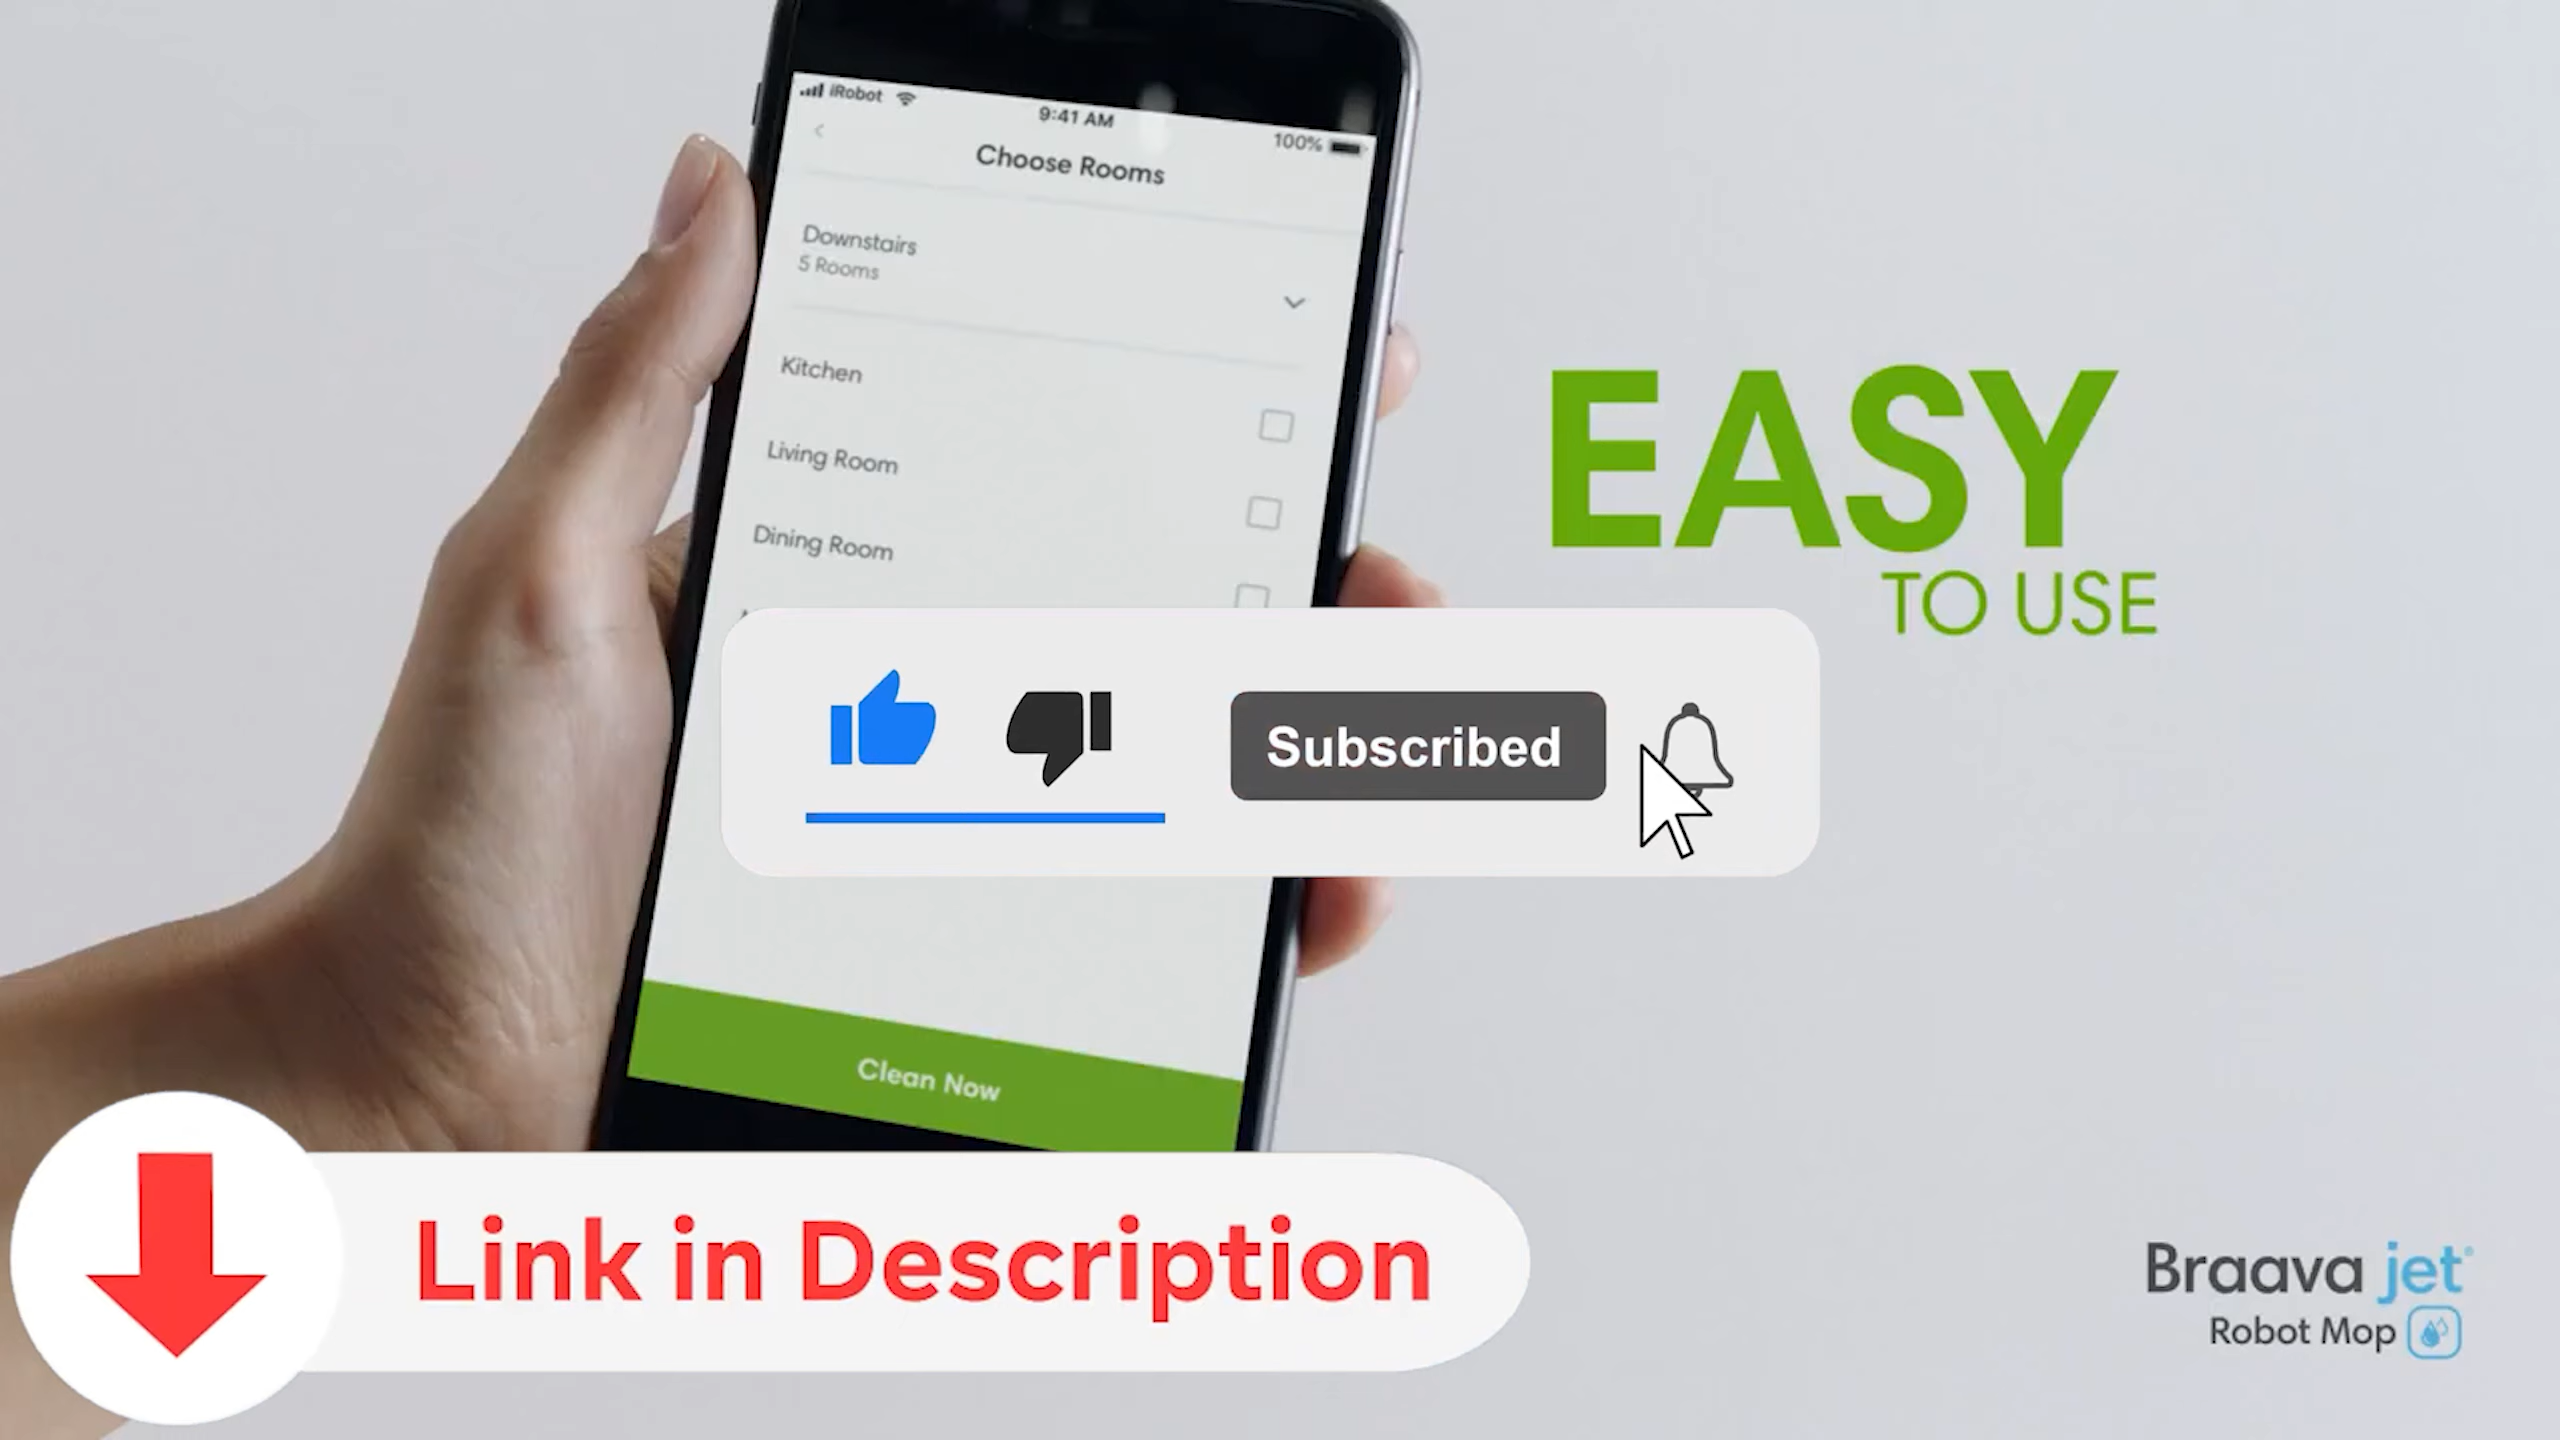 iRobot
9:41 AM
100%
Choose Rooms
Downstairs
5 Rooms
Kitchen
Living Room
Dining Room
EASY
TO USE
Subscribed
Clean Now
Link in Description
Braava jet®
Robot Mop